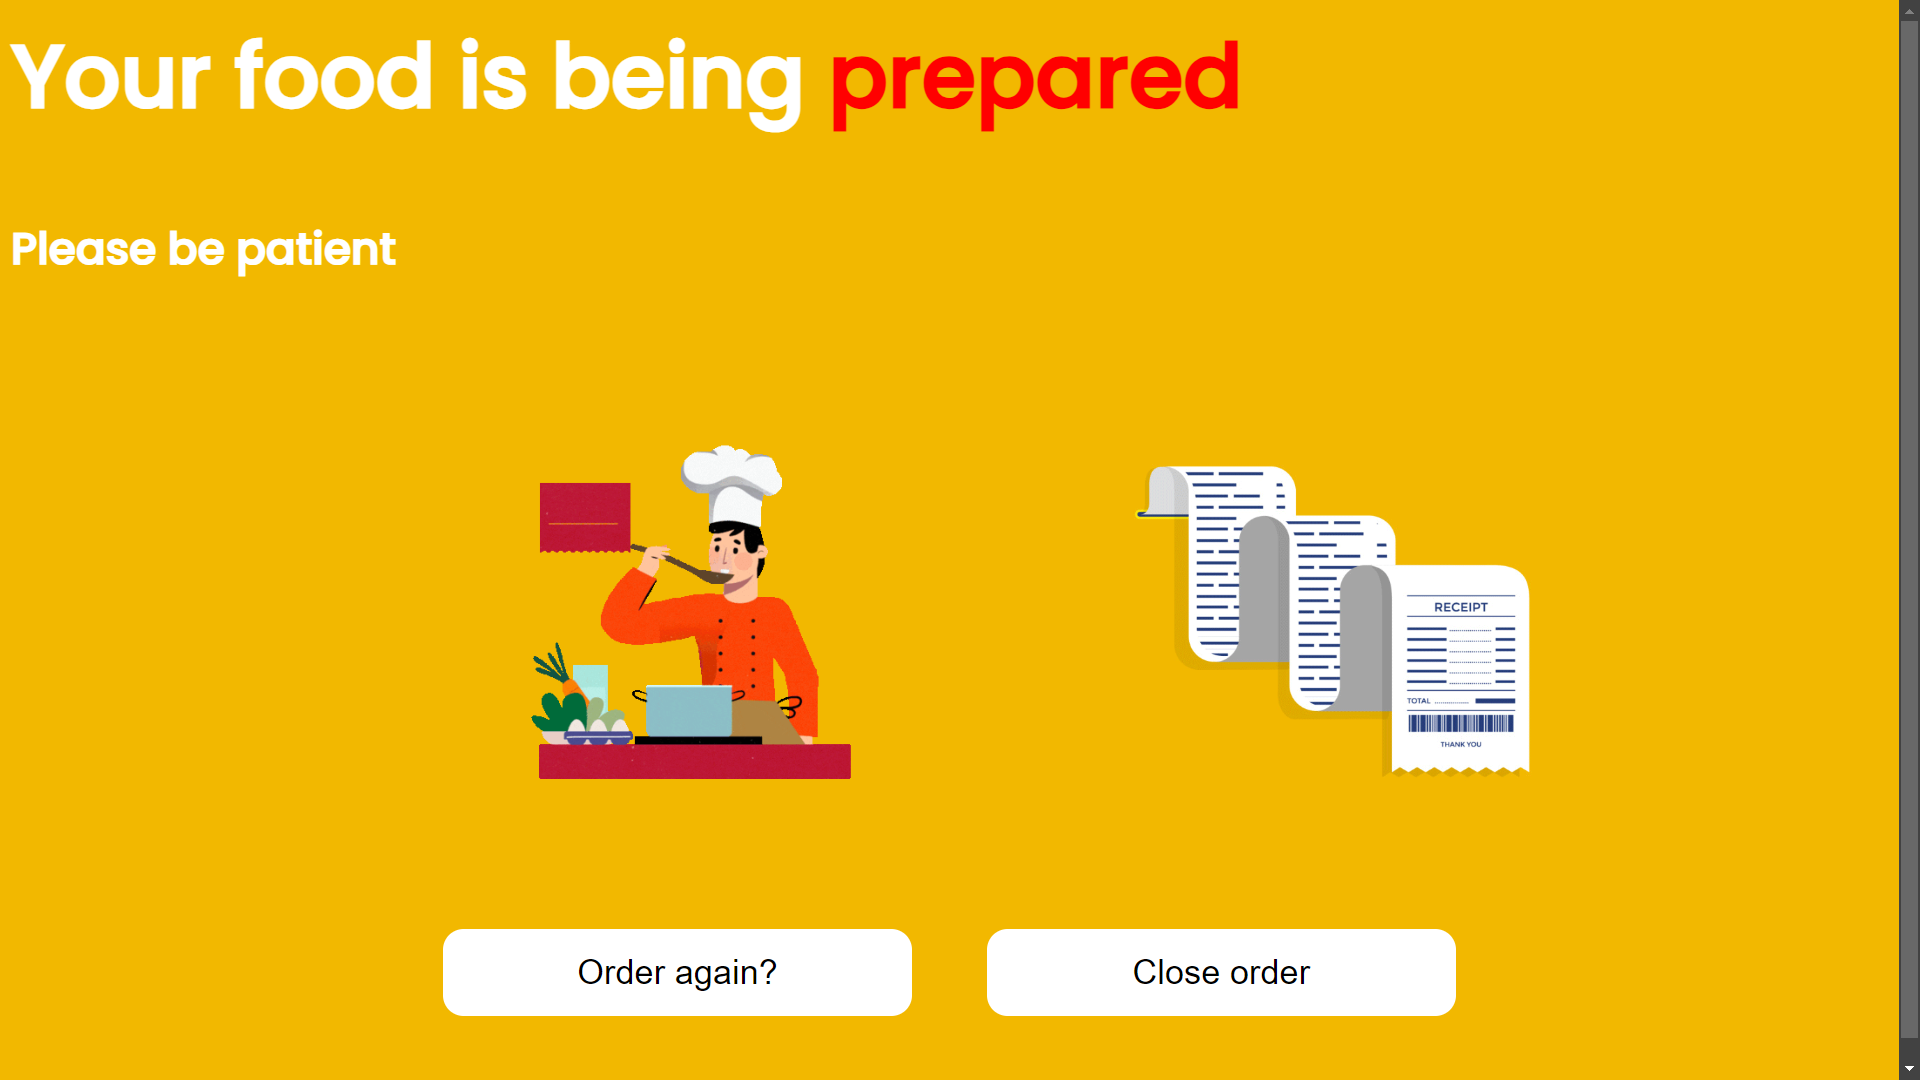 Your food is being prepared
Please be patient
RECEIPT
TOTAL
THANK YOU
Order again?
Close order